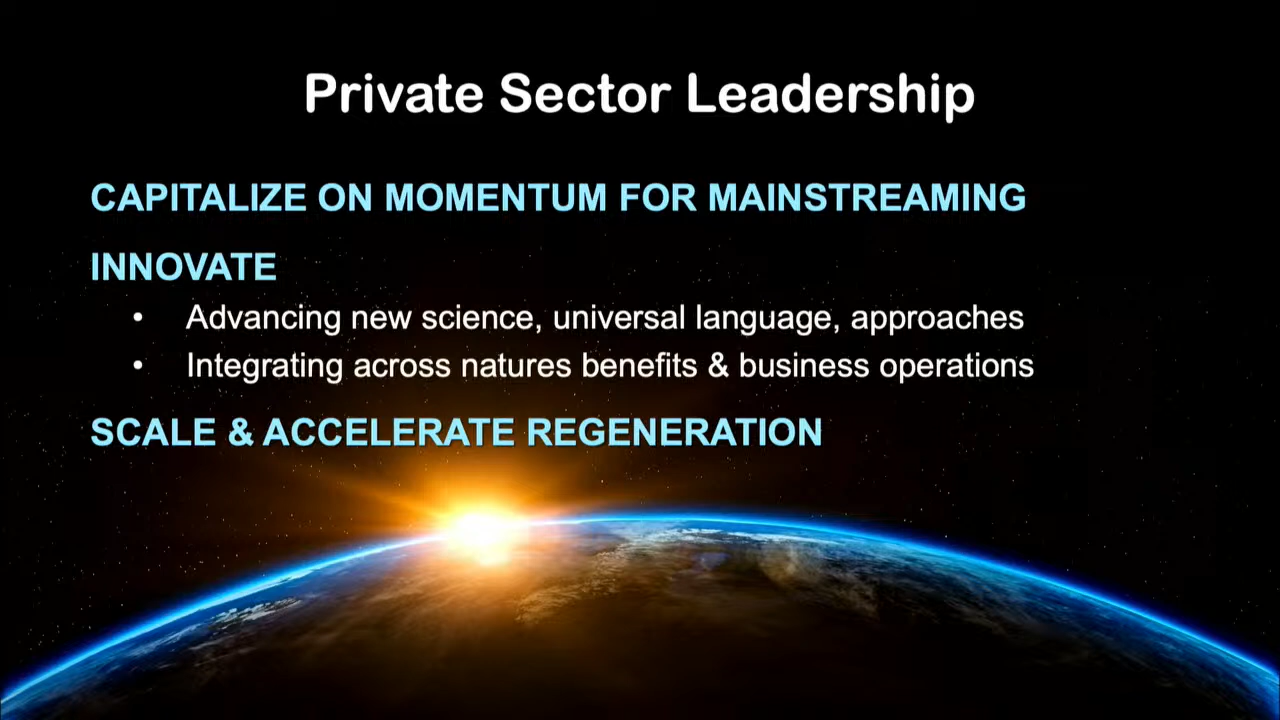 Private Sector Leadership
CAPITALIZE ON MOMENTUM FOR MAINSTREAMING
INNOVATE
• Advancing new science, universal language, approaches
• Integrating across natures benefits & business operations
SCALE & ACCELERATE REGENERATION